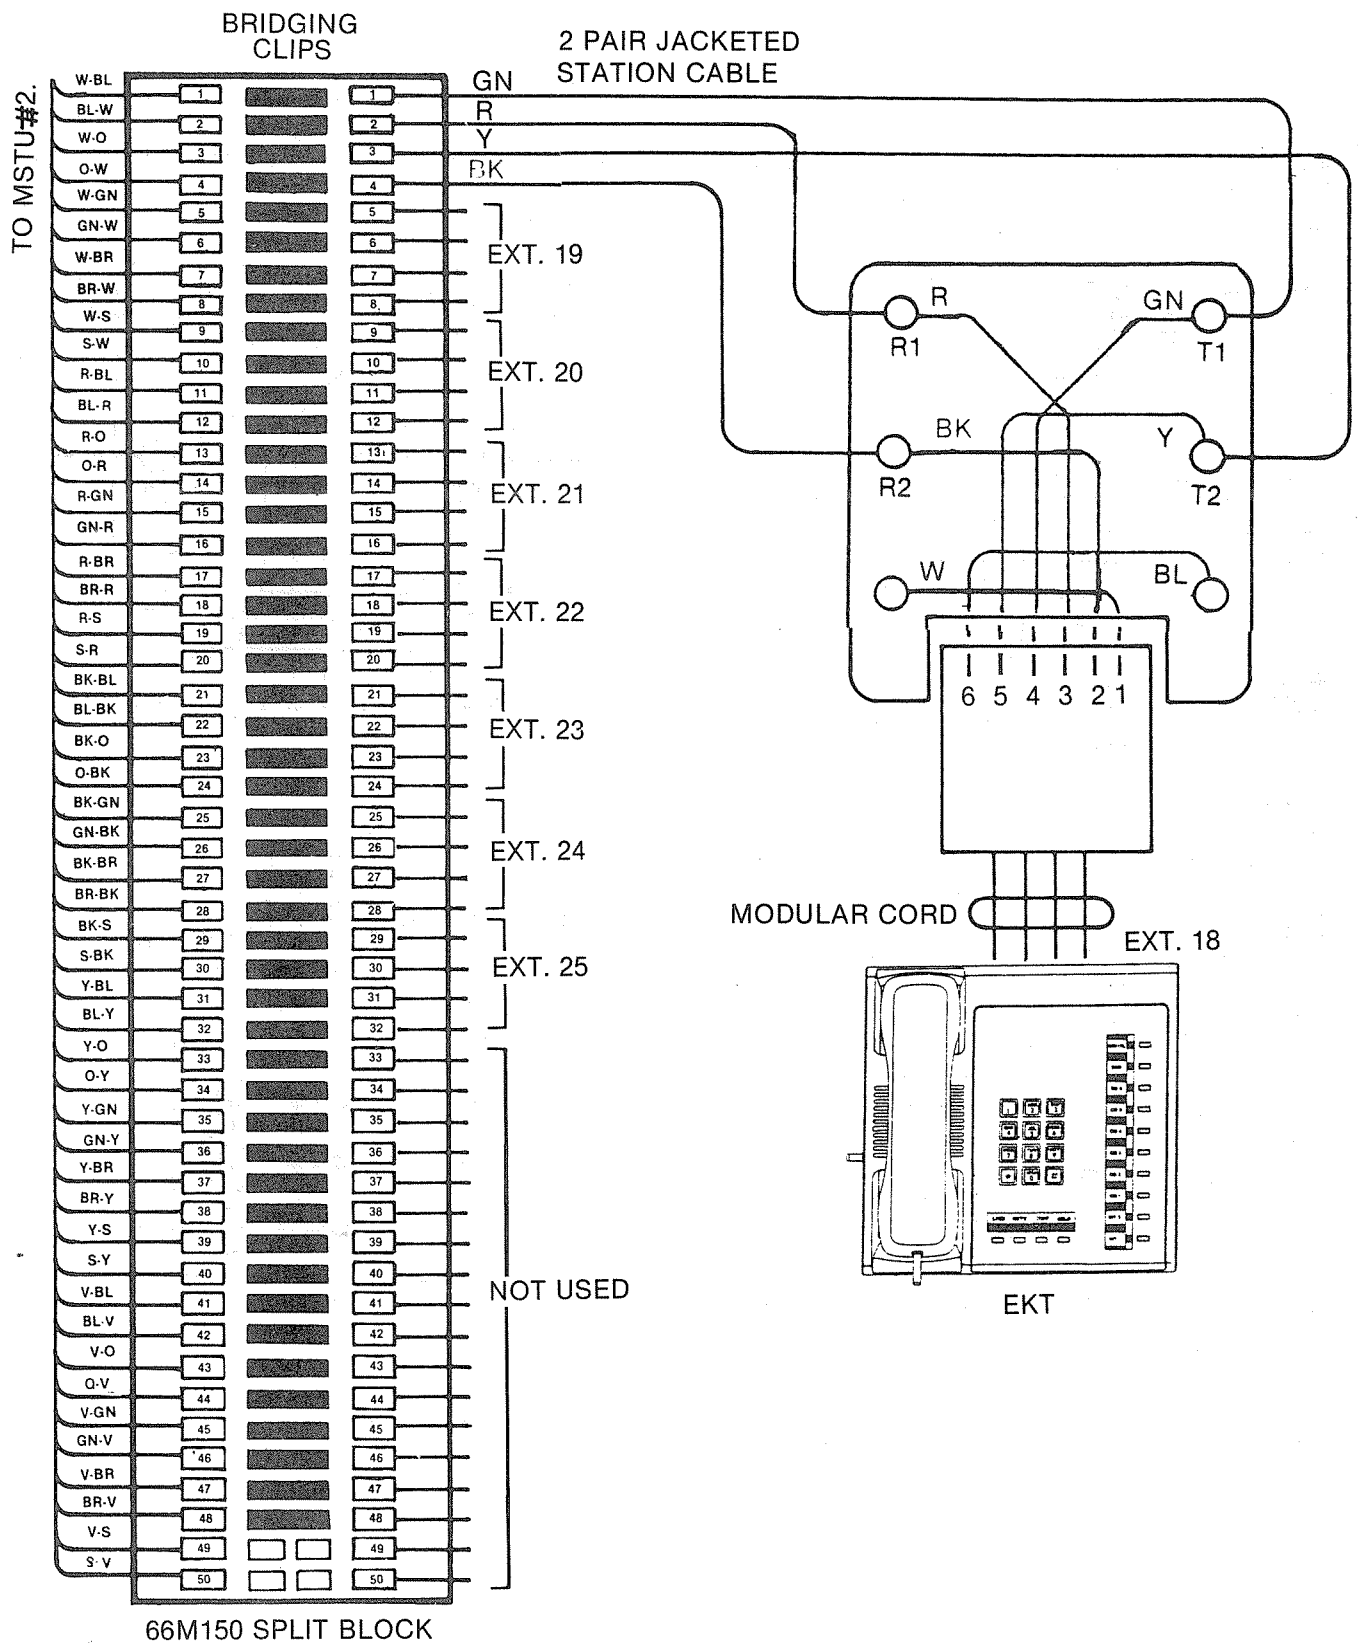 BRIDGING
CLIPS
2 PAIR JACKETED
STATION CABLE
TO MSTU#2.
W-BL 1 1 GN
BL-W 2 2 R
W-O 3 3 Y
O-W 4 4 BK
W-GN 5 5
GN-W 6 6 EXT. 19
W-BR 7 7
BR-W 8 8
W-S 9 9
S-W 10 10 EXT. 20
R-BL 11 11
BL-R 12 12
R-O 13 13
O-R 14 14 EXT. 21
R-GN 15 15
GN-R 16 16
R-BR 17 17
BR-R 18 18 EXT. 22
R-S 19 19
S-R 20 20
BK-BL 21 21
BL-BK 22 22 EXT. 23
BK-O 23 23
O-BK 24 24
BK-GN 25 25
GN-BK 26 26 EXT. 24
BK-BR 27 27
BR-BK 28 28
BK-S 29 29
S-BK 30 30 EXT. 25
Y-BL 31 31
BL-Y 32 32
Y-O 33 33
O-Y 34 34
Y-GN 35 35
GN-Y 36 36
Y-BR 37 37
BR-Y 38 38
Y-S 39 39
S-Y 40 40
V-BL 41 41 NOT USED
BL-V 42 42
V-O 43 43
O-V 44 44
V-GN 45 45
GN-V 46 46
V-BR 47 47
BR-V 48 48
V-S 49 49
S-V 50 50
66M150 SPLIT BLOCK
R GN
R1 T1
BK Y
R2 T2
W BL
6 5 4 3 2 1
MODULAR CORD
EXT. 18
EKT